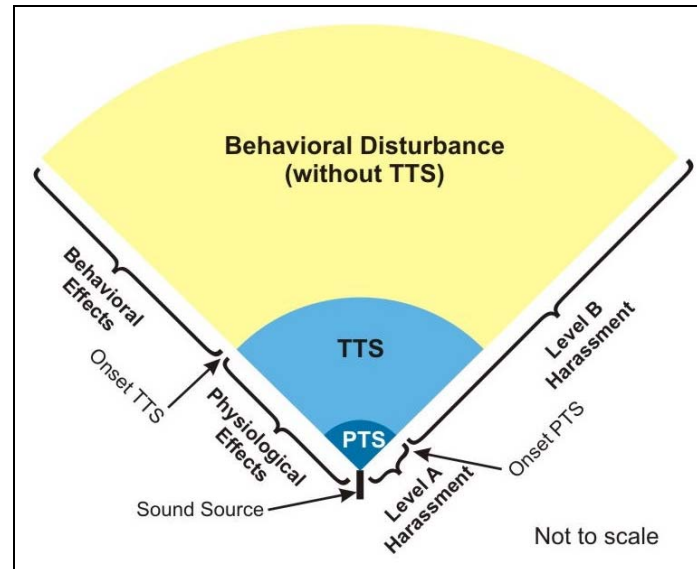 Behavioral Disturbance
(without TTS)
Behavioral
Effects
Onset TTS
TTS
Level B
Harassment
Physiological
Effects
PTS
Onset PTS
Level A
Harassment
Sound Source
Not to scale